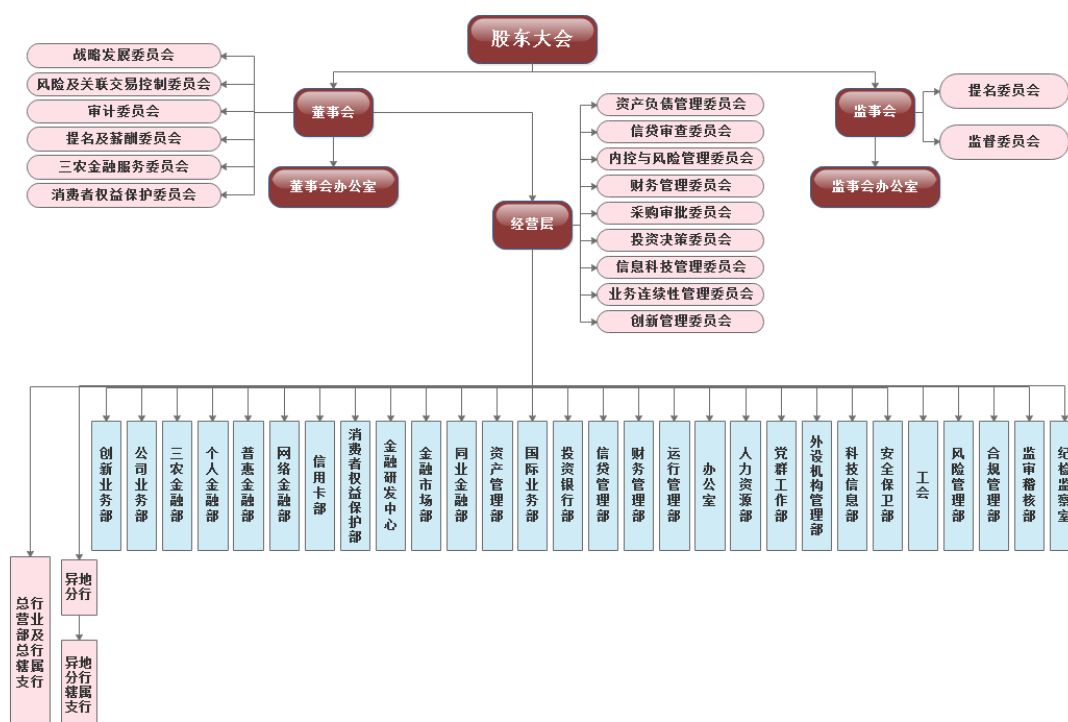 股东大会
战略发展委员会
风险及关联交易控制委员会
审计委员会
提名及薪酬委员会
三农金融服务委员会
消费者权益保护委员会
董事会
董事会办公室
经营层
资产负债管理委员会
信贷审查委员会
内控与风险管理委员会
财务管理委员会
采购审批委员会
投资决策委员会
信息科技管理委员会
业务连续性管理委员会
创新管理委员会
监事会
监事会办公室
提名委员会
监督委员会
创新业务部
公司业务部
三农金融部
个人金融部
普惠金融部
网络金融部
信用卡部
消费者权益保护部
金融研发中心
金融市场部
同业金融部
资产管理部
国际业务部
投资银行部
信贷管理部
财务管理部
运行管理部
办公室
人力资源部
党群工作部
外设机构管理部
科技信息部
安全保卫部
工会
风险管理部
合规管理部
监审稽核部
纪检监察室
总行
营业
部及
总行
辖属
支行
异地
分行
异地
分行
辖属
支行